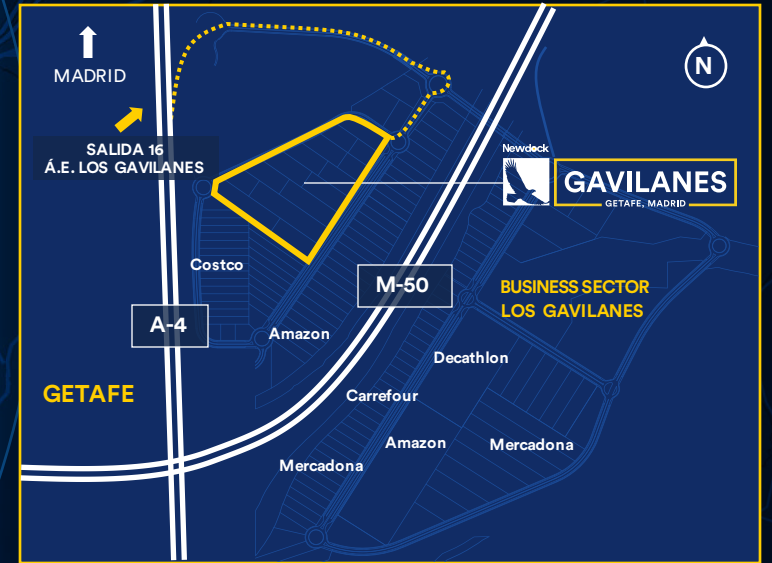 MADRID
N
SALIDA 16
Á.E. LOS GAVILANES
Newdock
GAVILANES
GETAFE, MADRID
Costco
M-50
BUSINESS SECTOR
LOS GAVILANES
A-4
Amazon
Decathlon
GETAFE
Carrefour
Amazon
Mercadona
Mercadona